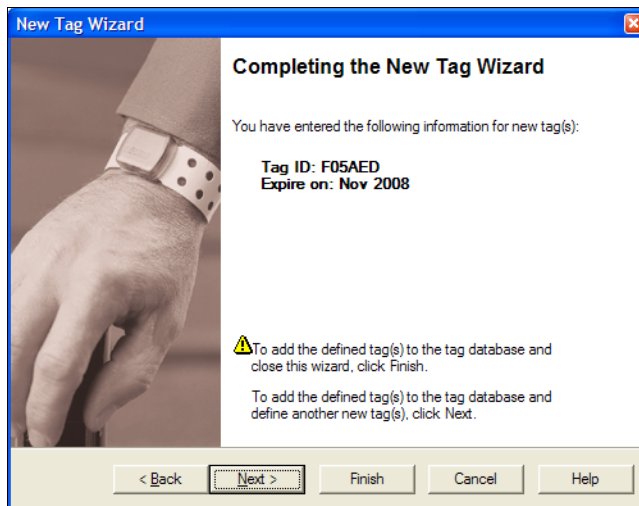 New Tag Wizard
Completing the New Tag Wizard
You have entered the following information for new tag(s):
Tag ID: F05AED
Expire on: Nov 2008
To add the defined tag(s) to the tag database and
close this wizard, click Finish.
To add the defined tag(s) to the tag database and
define another new tag(s), click Next.
< Back Next > Finish Cancel Help